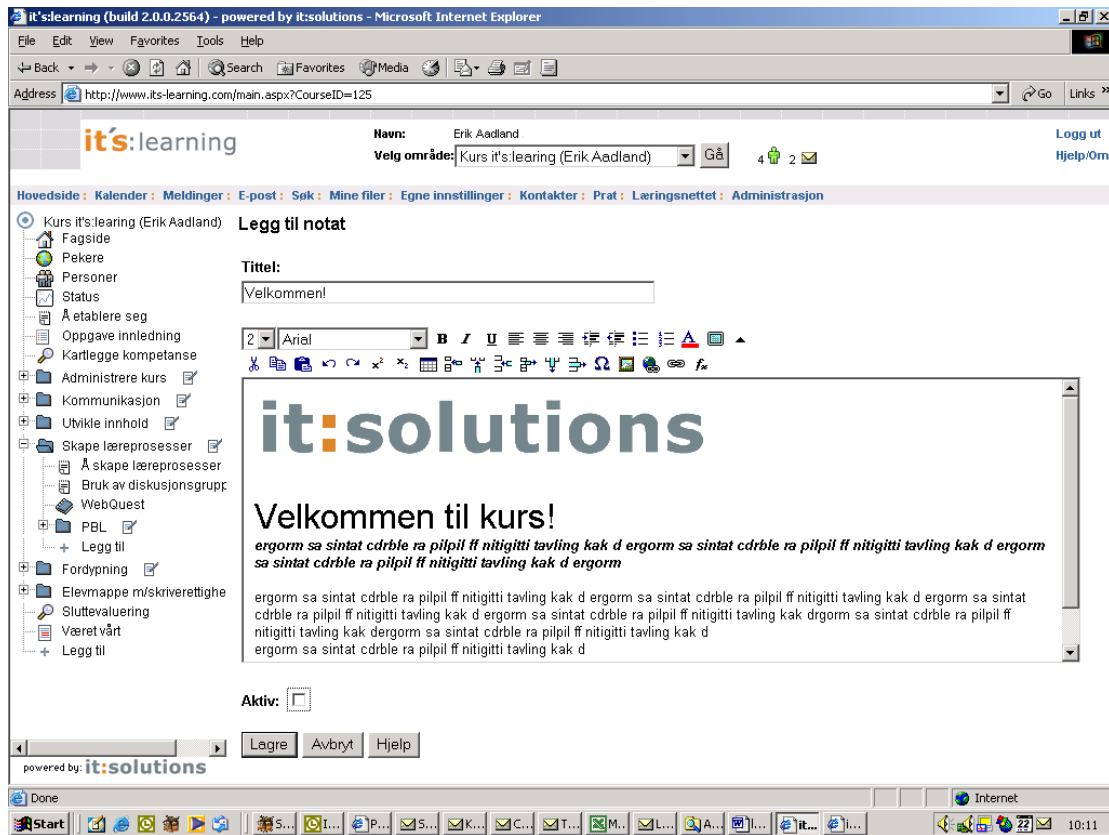 it's:learning (build 2.0.0.2564) - powered by it:solutions - Microsoft Internet Explorer
File Edit View Favorites Tools Help
Back Search Favorites Media
Address http://www.its-learning.com/main.aspx?CourseID=125 Go Links »
it's:learning
Navn: Erik Aadland
Logg ut
Velg område: Kurs it's:learing (Erik Aadland) Gå 4 2
Hjelp/Om
Hovedside : Kalender : Meldinger : E-post : Søk : Mine filer : Egne innstillinger : Kontakter : Prat : Læringsnettet : Administrasjon
Kurs it's:learing (Erik Aadland)
Fagside
Pekere
Personer
Status
Å etablere seg
Oppgave innledning
Kartlegge kompetanse
Administrere kurs
Kommunikasjon
Utvikle innhold
Skape læreprosesser
Å skape læreprosesser
Bruk av diskusjonsgrupp
WebQuest
PBL
Legg til
Fordypning
Elevmappe m/skriverettighe
Sluttevaluering
Været vårt
Legg til
powered by: it:solutions
Legg til notat
Tittel:
Velkommen!
2 Arial B I U A
x² x₂ Ω fx
it:solutions
Velkommen til kurs!
ergorm sa sintat cdrble ra pilpil ff nitigitti tavling kak d ergorm sa sintat cdrble ra pilpil ff nitigitti tavling kak d ergorm
sa sintat cdrble ra pilpil ff nitigitti tavling kak d ergorm
ergorm sa sintat cdrble ra pilpil ff nitigitti tavling kak d ergorm sa sintat cdrble ra pilpil ff nitigitti tavling kak d ergorm sa sintat
cdrble ra pilpil ff nitigitti tavling kak d ergorm sa sintat cdrble ra pilpil ff nitigitti tavling kak drgorm sa sintat cdrble ra pilpil ff
nitigitti tavling kak dergorm sa sintat cdrble ra pilpil ff nitigitti tavling kak d
ergorm sa sintat cdrble ra pilpil ff nitigitti tavling kak d
Aktiv:
Lagre Avbryt Hjelp
Done Internet
Start S... I... P... S... K... C... T... M... L... A... I... it... i... 22 10:11